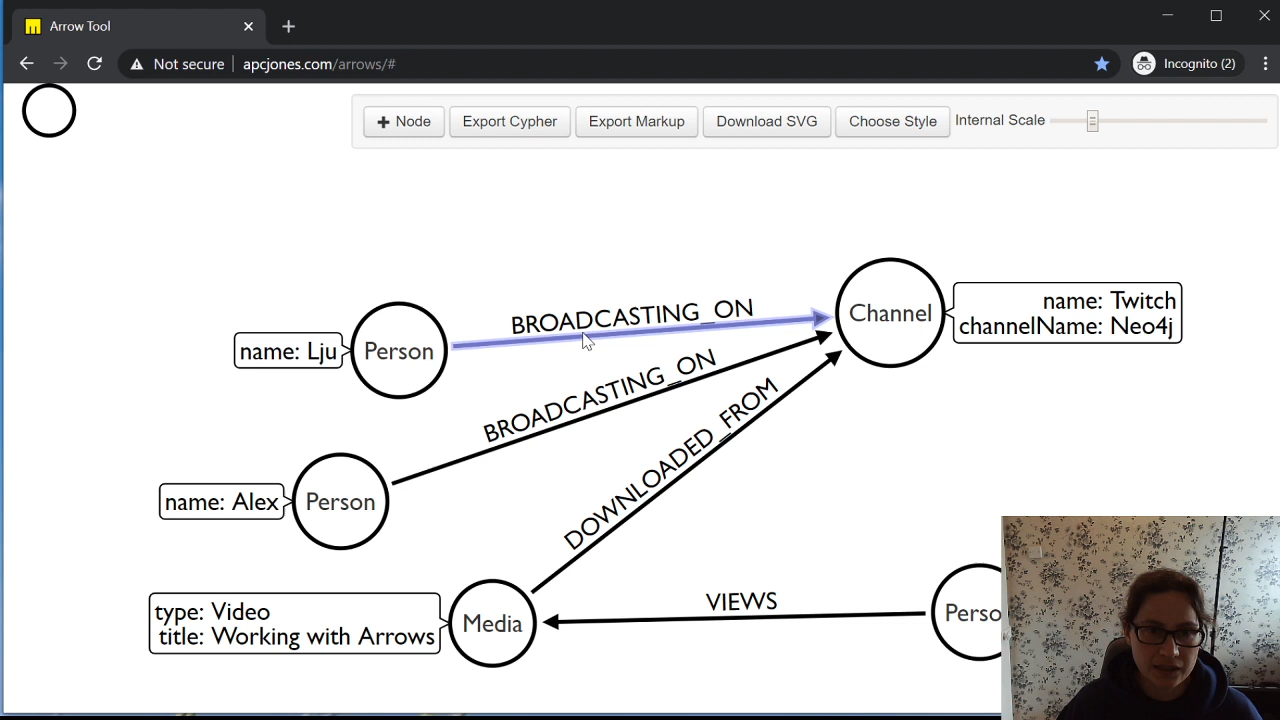 Arrow Tool
Not secure
apcjones.com/arrows/#
Incognito (2)
Node
Export Cypher
Export Markup
Download SVG
Choose Style
Internal Scale
BROADCASTING_ON
Channel
name: Twitch
channelName: Neo4j
name: Lju
Person
BROADCASTING_ON
DOWNLOADED_FROM
name: Alex
Person
type: Video
title: Working with Arrows
Media
VIEWS
Perso